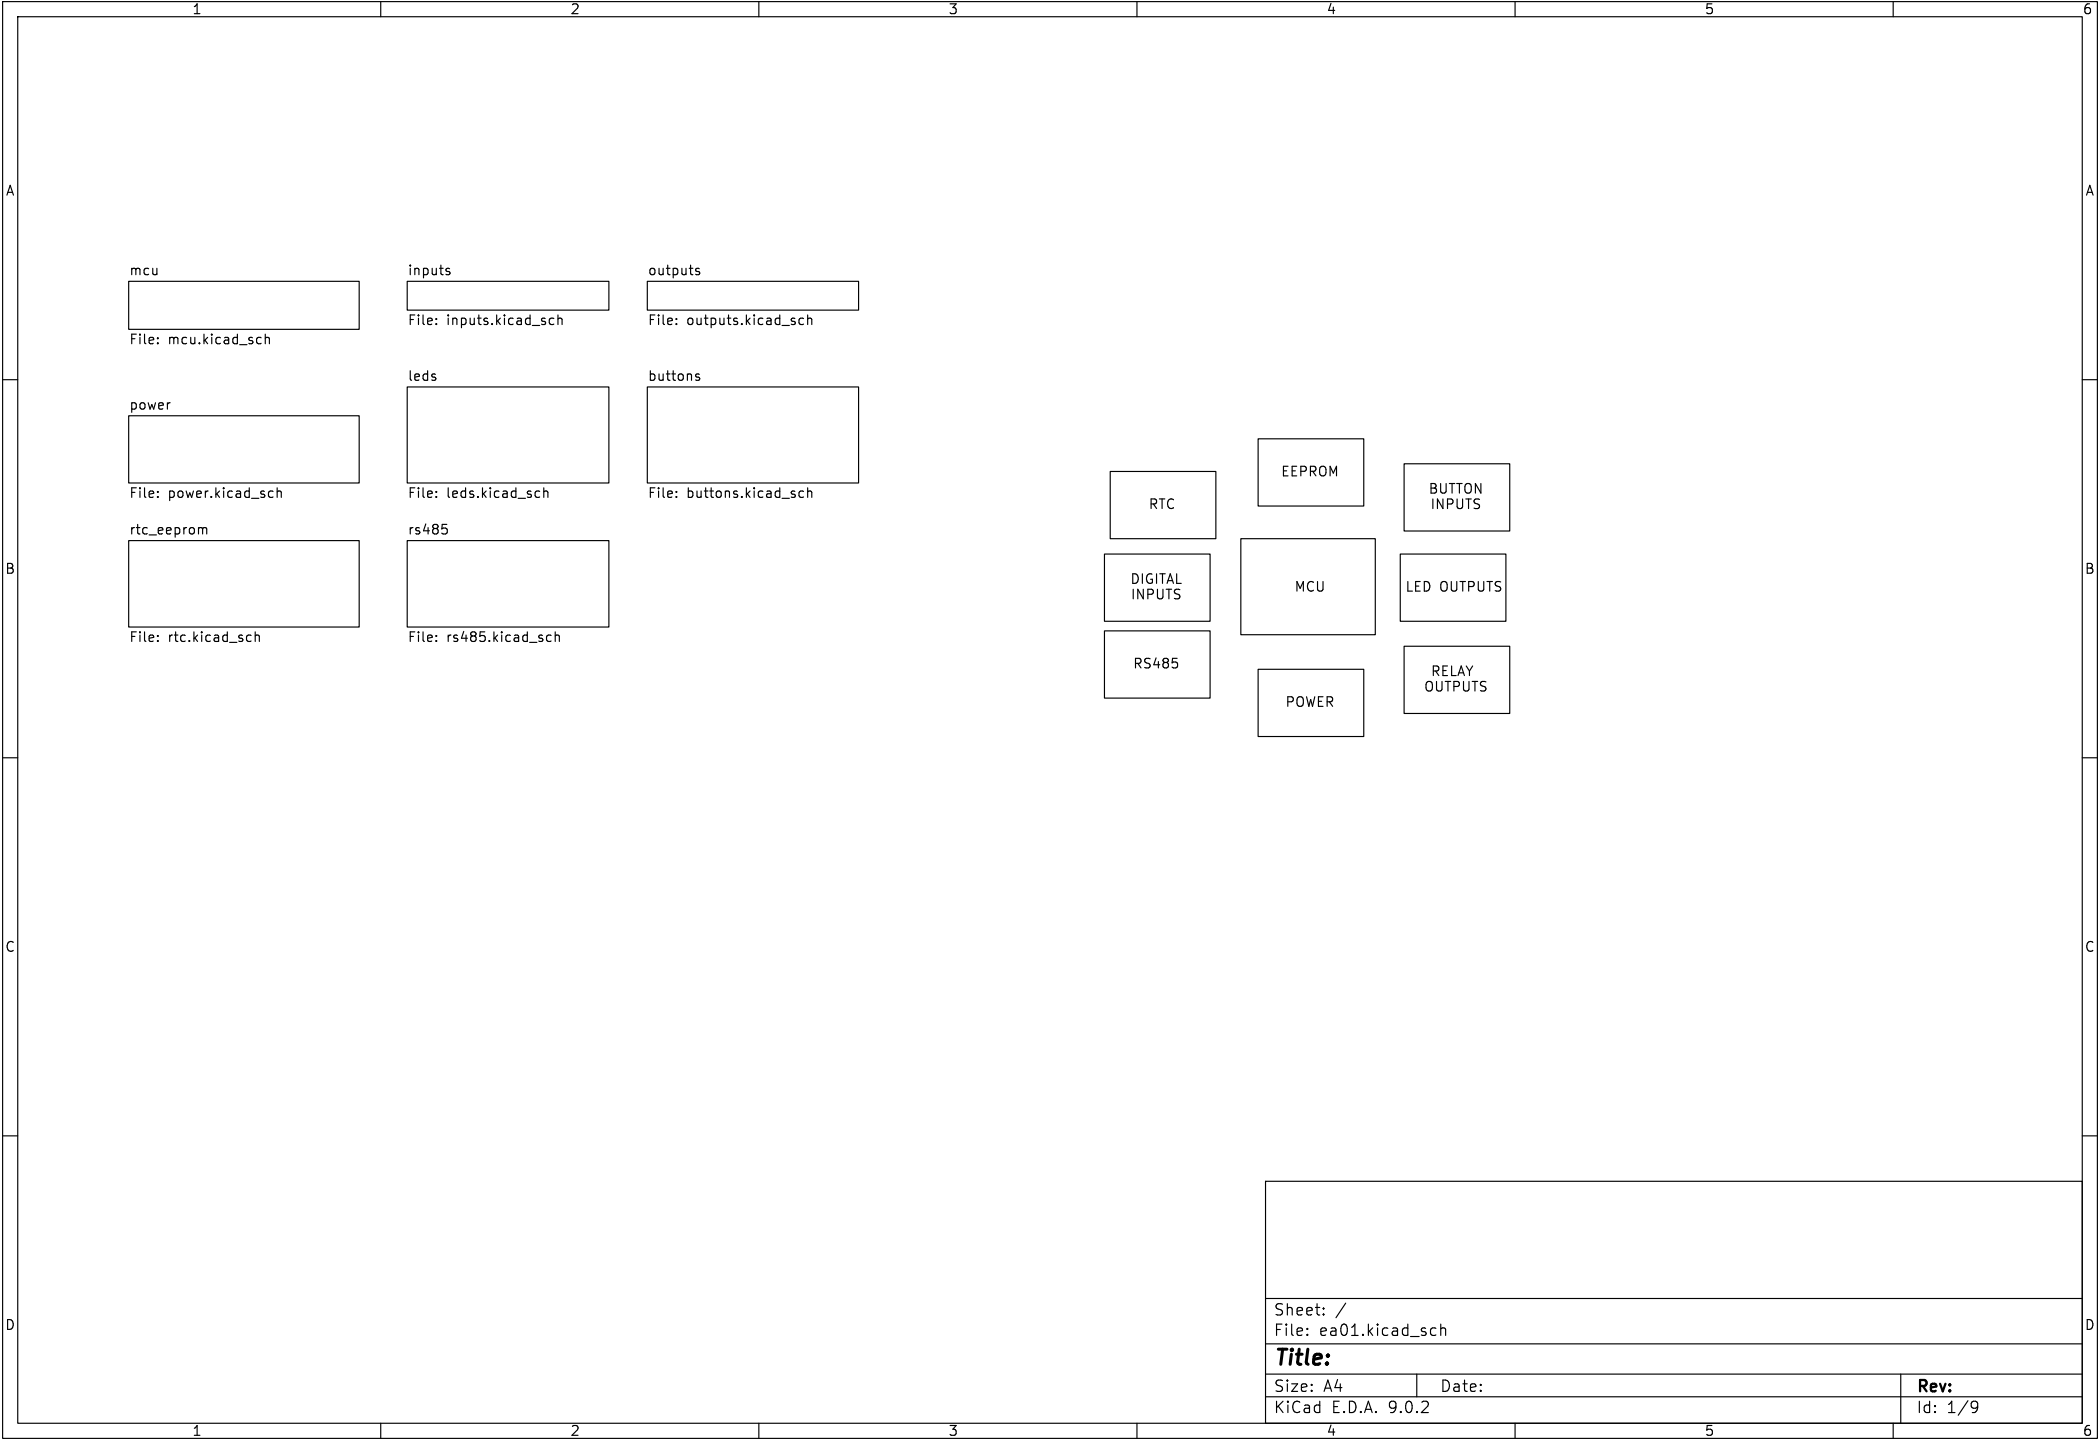 1 2 3 4 5 6
A A
mcu
File: mcu.kicad_sch
inputs
File: inputs.kicad_sch
outputs
File: outputs.kicad_sch
power
File: power.kicad_sch
leds
File: leds.kicad_sch
buttons
File: buttons.kicad_sch
rtc_eeprom
File: rtc.kicad_sch
rs485
File: rs485.kicad_sch
EEPROM
RTC
BUTTON
INPUTS
DIGITAL
INPUTS
MCU
LED OUTPUTS
RS485
POWER
RELAY
OUTPUTS
B B
C C
D D
Sheet: /
File: ea01.kicad_sch
Title:
Size: A4 Date: Rev:
KiCad E.D.A. 9.0.2 Id: 1/9
1 2 3 4 5 6